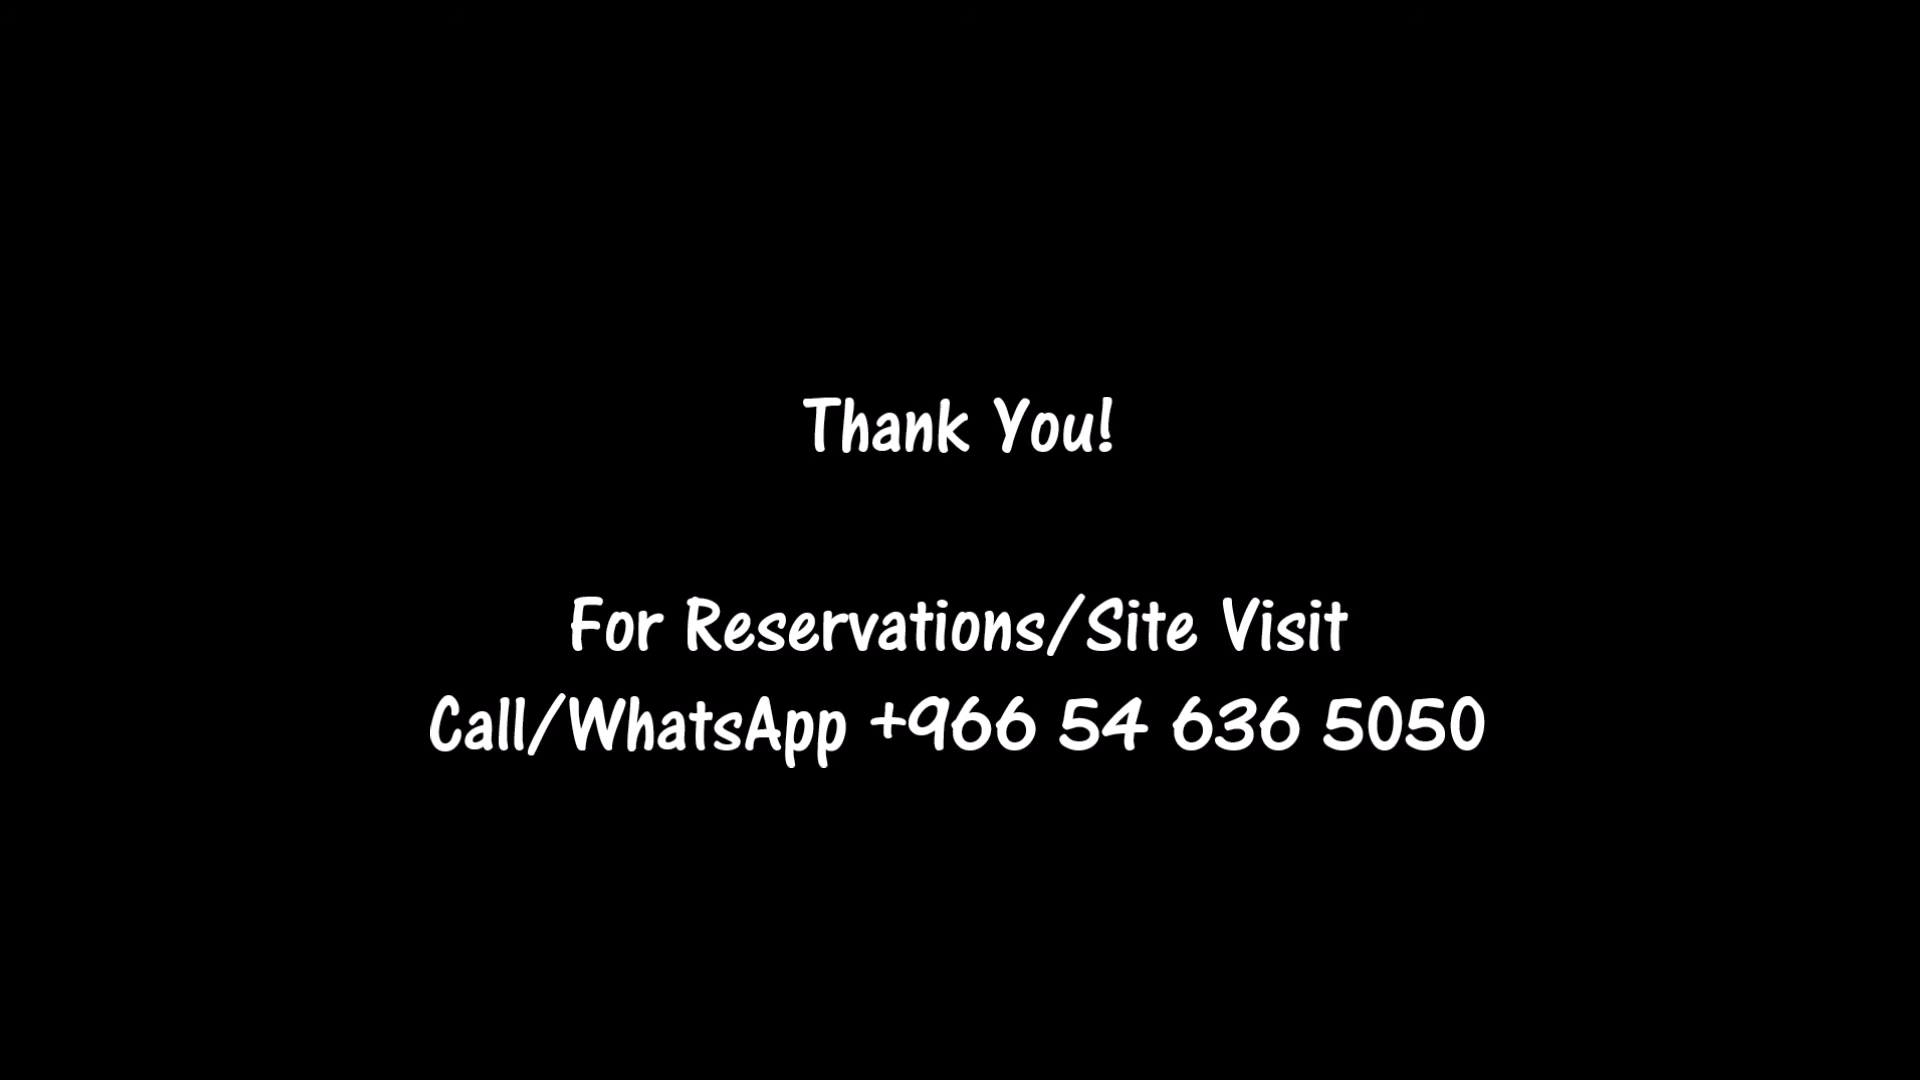 Thank You!
For Reservations/Site Visit
Call/WhatsApp +966 54 636 5050